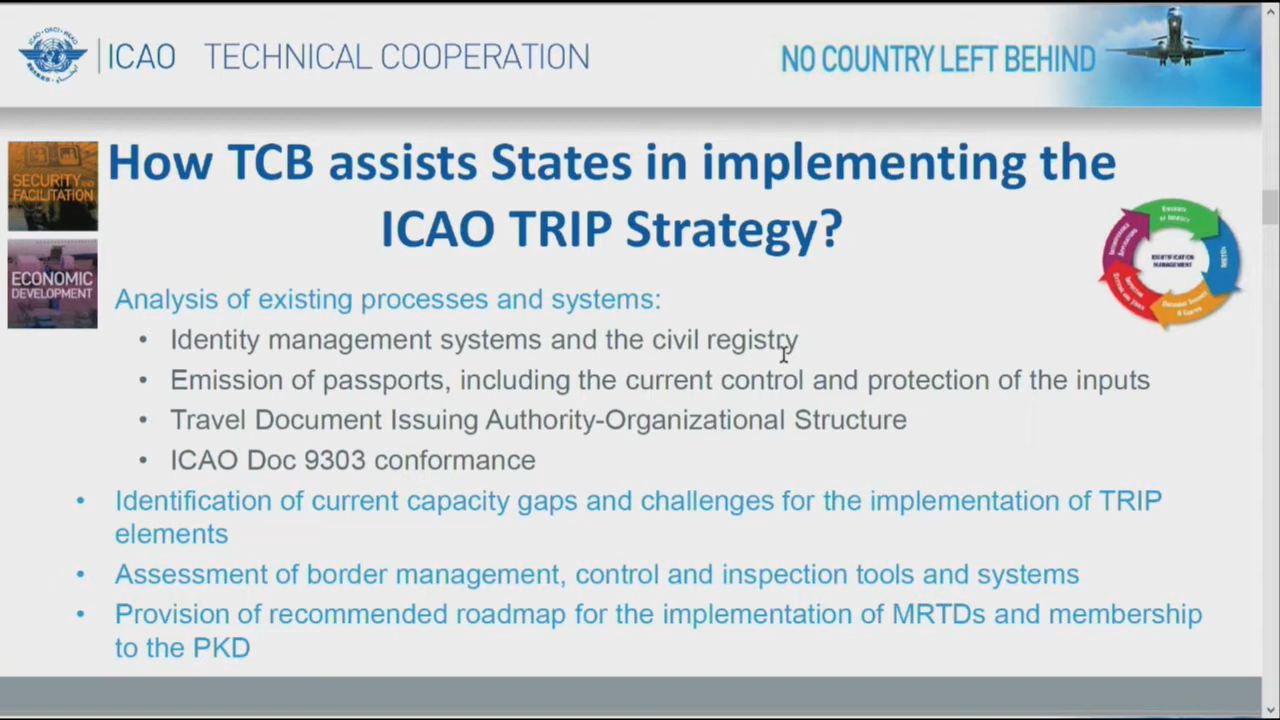 ICAO TECHNICAL COOPERATION
NO COUNTRY LEFT BEHIND
SECURITY AND
FACILITATION
ECONOMIC
DEVELOPMENT
How TCB assists States in implementing the
ICAO TRIP Strategy?
IDENTIFICATION
MANAGEMENT
MRTDs
Analysis of existing processes and systems:
• Identity management systems and the civil registry
• Emission of passports, including the current control and protection of the inputs
• Travel Document Issuing Authority-Organizational Structure
• ICAO Doc 9303 conformance
• Identification of current capacity gaps and challenges for the implementation of TRIP
elements
• Assessment of border management, control and inspection tools and systems
• Provision of recommended roadmap for the implementation of MRTDs and membership
to the PKD